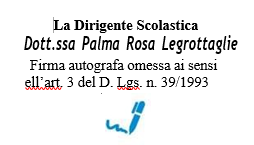 La Dirigente Scolastica
Dott.ssa Palma Rosa Legrottaglie
Firma autografa omessa ai sensi
ell'art. 3 del D. Lgs. n. 39/1993